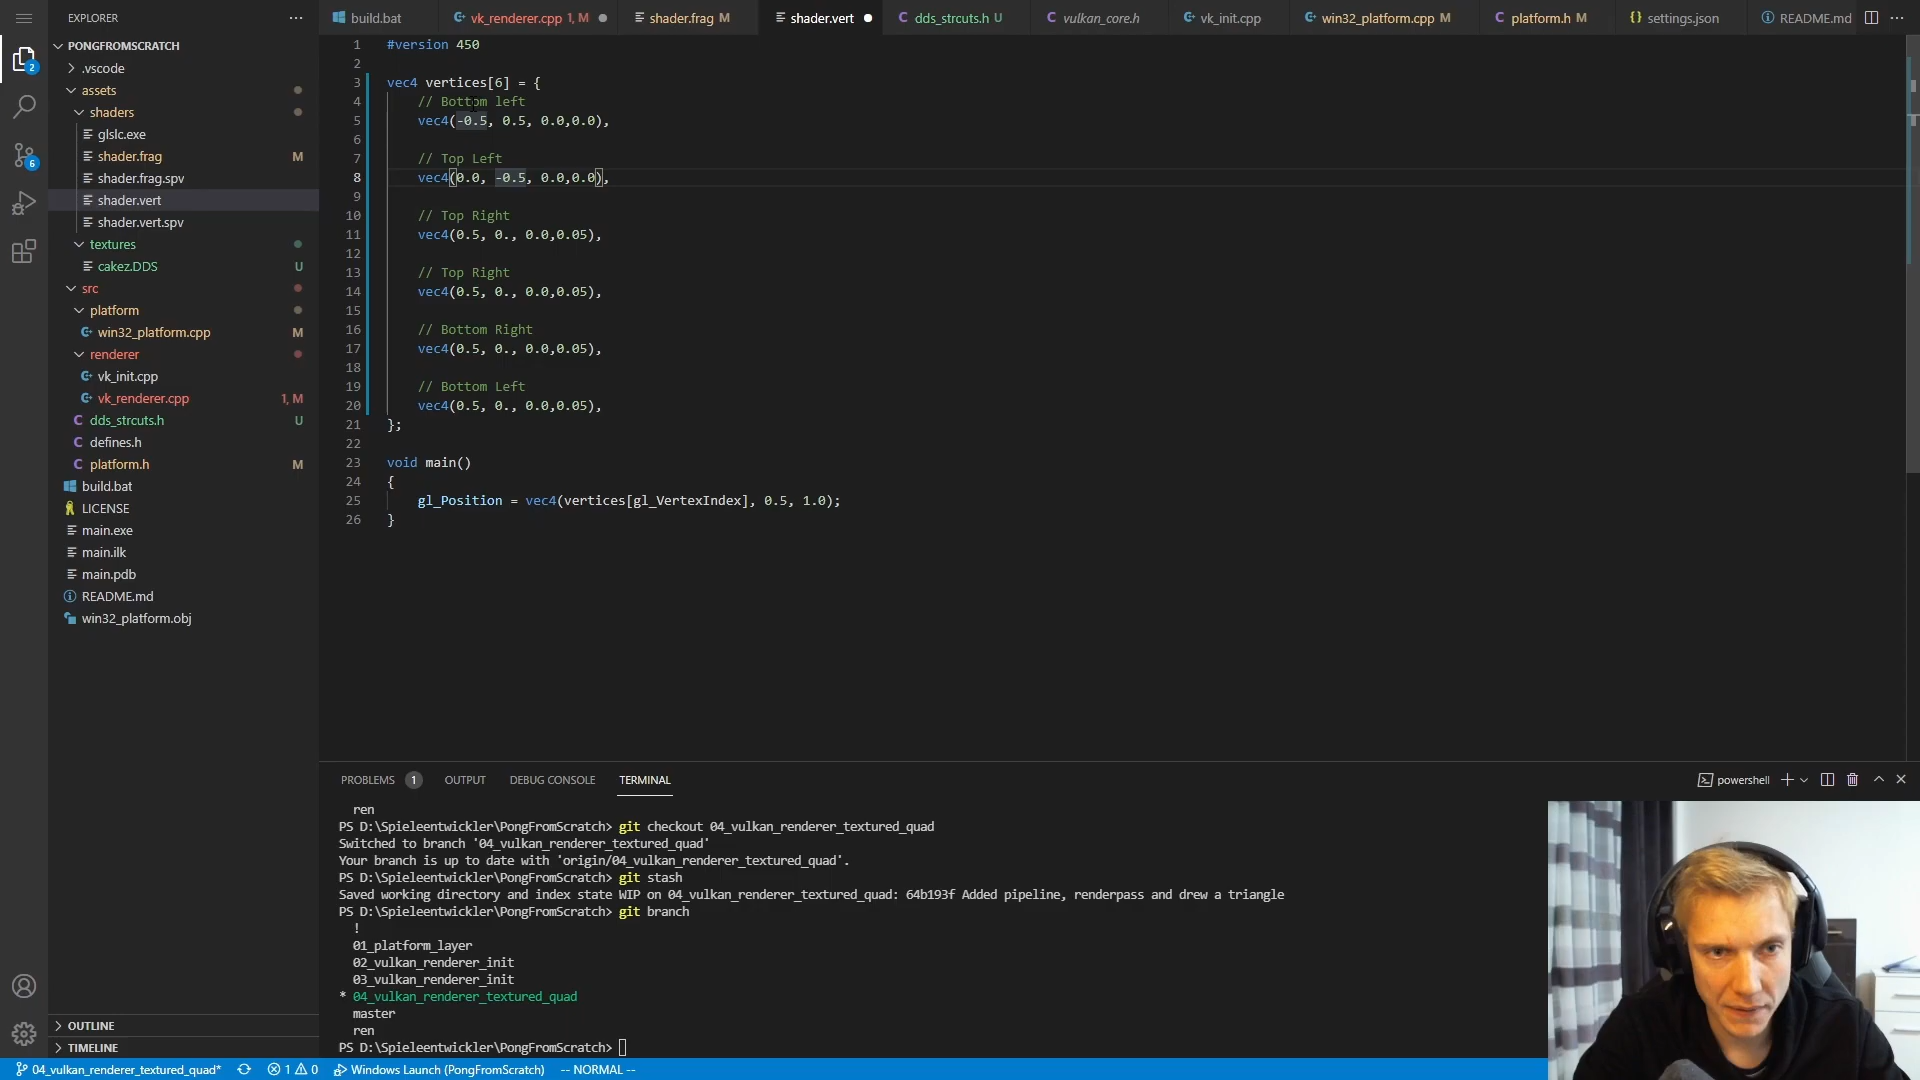 EXPLORER
PONGFROMSCRATCH
.vscode
assets
shaders
glslc.exe
shader.frag M
shader.frag.spv
shader.vert
shader.vert.spv
textures
cakez.DDS U
src
platform
win32_platform.cpp M
renderer
vk_init.cpp
vk_renderer.cpp 1, M
dds_strcuts.h U
defines.h
platform.h M
build.bat
LICENSE
main.exe
main.ilk
main.pdb
README.md
win32_platform.obj
OUTLINE
TIMELINE
2
6
build.bat vk_renderer.cpp 1, M shader.frag M shader.vert dds_strcuts.h U vulkan_core.h vk_init.cpp win32_platform.cpp M platform.h M settings.json README.md
1 #version 450
2
3 vec4 vertices[6] = {
4 // Bottom left
5 vec4(-0.5, 0.5, 0.0,0.0),
6
7 // Top Left
8 vec4(0.0, -0.5, 0.0,0.0),
9
10 // Top Right
11 vec4(0.5, 0., 0.0,0.05),
12
13 // Top Right
14 vec4(0.5, 0., 0.0,0.05),
15
16 // Bottom Right
17 vec4(0.5, 0., 0.0,0.05),
18
19 // Bottom Left
20 vec4(0.5, 0., 0.0,0.05),
21 };
22
23 void main()
24 {
25 gl_Position = vec4(vertices[gl_VertexIndex], 0.5, 1.0);
26 }
PROBLEMS 1 OUTPUT DEBUG CONSOLE TERMINAL powershell
ren
PS D:\Spieleentwickler\PongFromScratch> git checkout 04_vulkan_renderer_textured_quad
Switched to branch '04_vulkan_renderer_textured_quad'
Your branch is up to date with 'origin/04_vulkan_renderer_textured_quad'.
PS D:\Spieleentwickler\PongFromScratch> git stash
Saved working directory and index state WIP on 04_vulkan_renderer_textured_quad: 64b193f Added pipeline, renderpass and drew a triangle
PS D:\Spieleentwickler\PongFromScratch> git branch
!
01_platform_layer
02_vulkan_renderer_init
03_vulkan_renderer_init
* 04_vulkan_renderer_textured_quad
master
ren
PS D:\Spieleentwickler\PongFromScratch>
04_vulkan_renderer_textured_quad* 1 0 Windows Launch (PongFromScratch) -- NORMAL --